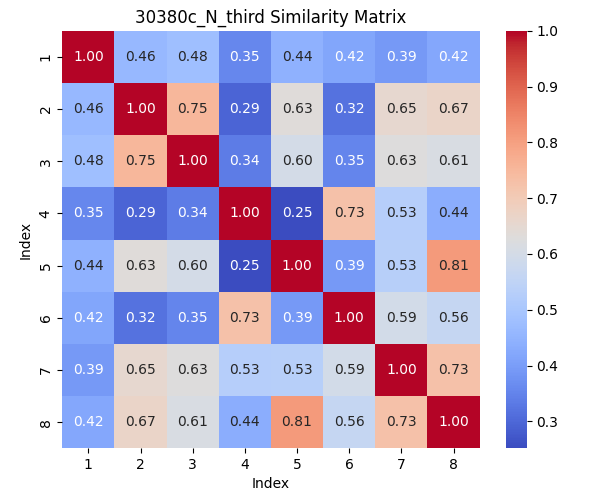 30380c_N_third Similarity Matrix
1 1.00 0.46 0.48 0.35 0.44 0.42 0.39 0.42
2 0.46 1.00 0.75 0.29 0.63 0.32 0.65 0.67
3 0.48 0.75 1.00 0.34 0.60 0.35 0.63 0.61
4 0.35 0.29 0.34 1.00 0.25 0.73 0.53 0.44
5 0.44 0.63 0.60 0.25 1.00 0.39 0.53 0.81
6 0.42 0.32 0.35 0.73 0.39 1.00 0.59 0.56
7 0.39 0.65 0.63 0.53 0.53 0.59 1.00 0.73
8 0.42 0.67 0.61 0.44 0.81 0.56 0.73 1.00
1 2 3 4 5 6 7 8
Index
Index
1.0
0.9
0.8
0.7
0.6
0.5
0.4
0.3